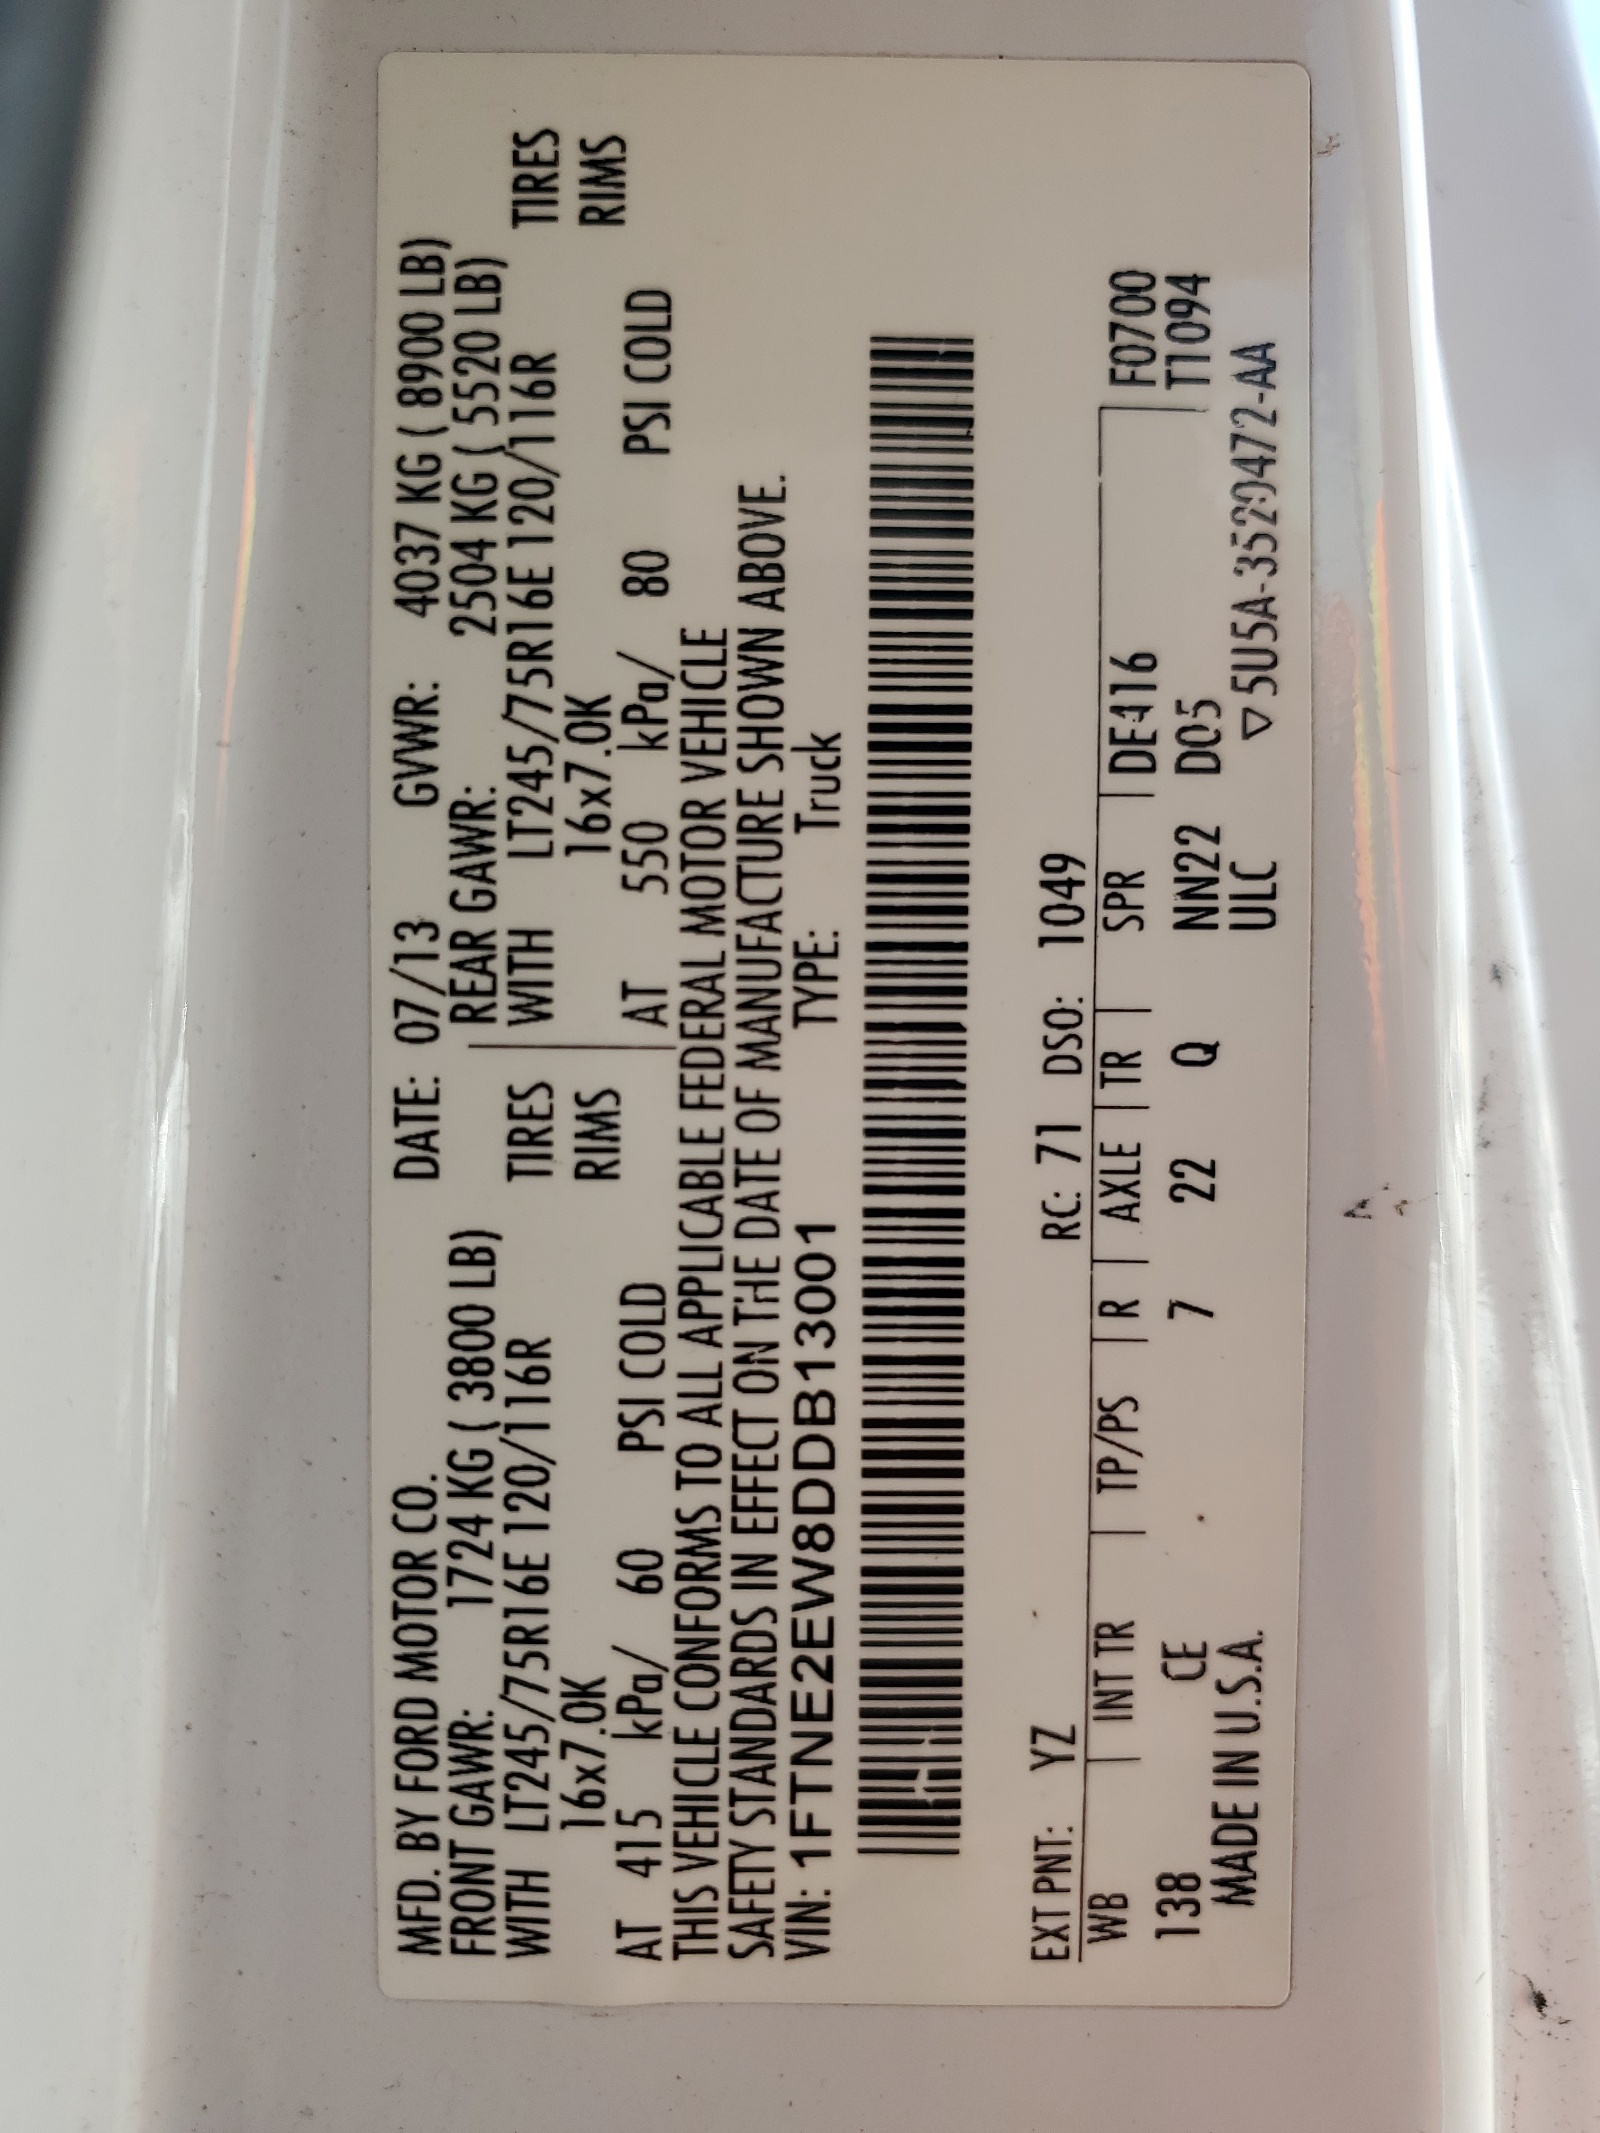 MFD. BY FORD MOTOR CO. DATE: 07/13 GVWR: 4037 KG ( 8900 LB)
FRONT GAWR: 1724 KG ( 3800 LB) REAR GAWR: 2504 KG ( 5520 LB)
WITH LT245/75R16E 120/116R TIRES WITH LT245/75R16E 120/116R TIRES
16x7.0K RIMS 16x7.0K RIMS
AT 415 kPa/ 60 PSI COLD AT 550 kPa/ 80 PSI COLD
THIS VEHICLE CONFORMS TO ALL APPLICABLE FEDERAL MOTOR VEHICLE
SAFETY STANDARDS IN EFFECT ON THE DATE OF MANUFACTURE SHOWN ABOVE.
VIN: 1FTNE2EW8DDB13001 TYPE: Truck
EXT PNT: YZ RC: 71 DSO: 1049
WB | INT TR | TP/PS | R | AXLE | TR | SPR | DE416 F0700
138 CE 7 22 Q NN22 D05 T1094
MADE IN U.S.A. ULC ▽5U5A-3520472-AA